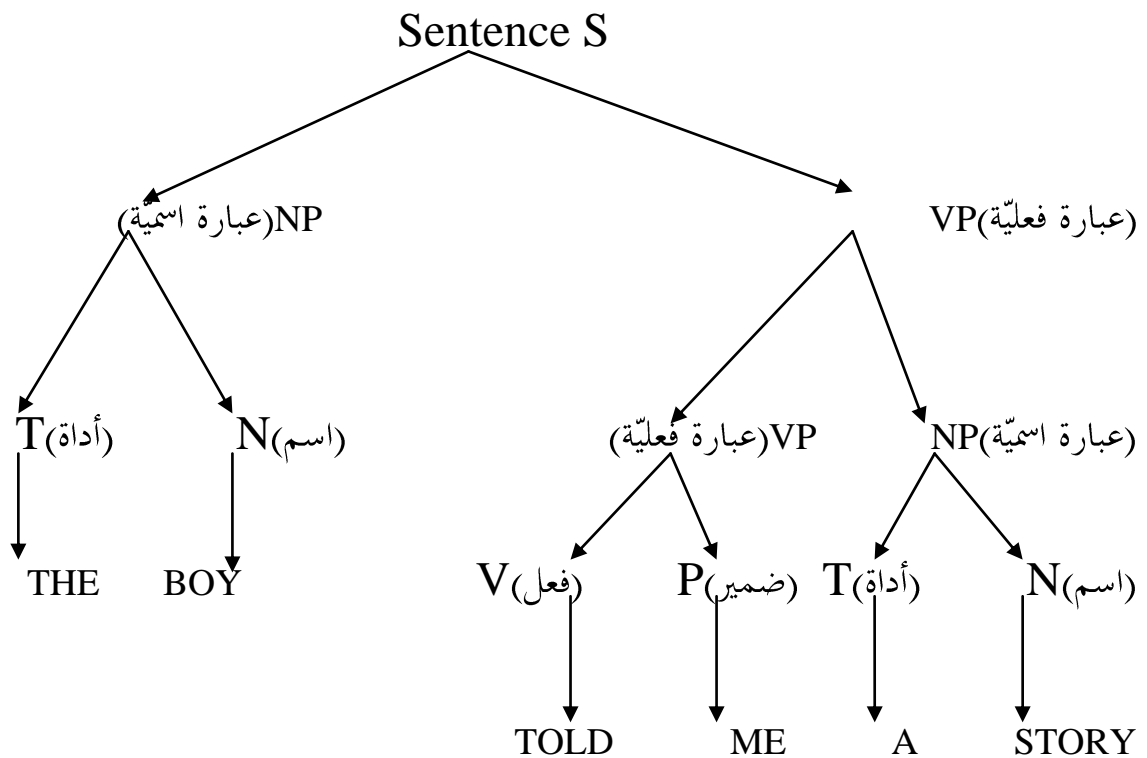 Sentence S
(عبارة اسميّة)NP VP(عبارة فعليّة)
T(أداة) N(اسم) (عبارة فعليّة)VP NP(عبارة اسميّة)
THE BOY V(فعل) P(ضمير) T(أداة) N(اسم)
TOLD ME A STORY